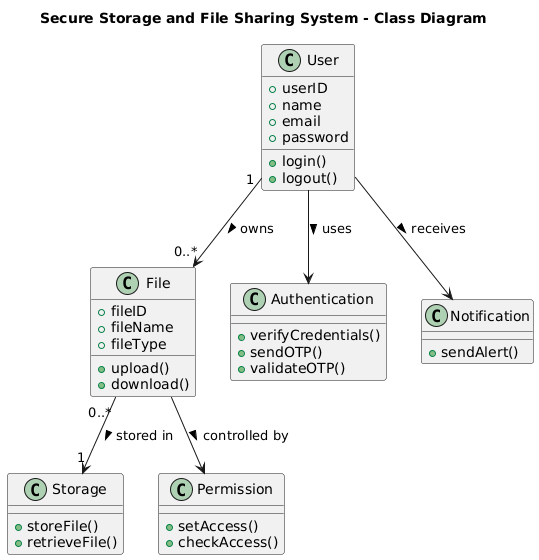 Secure Storage and File Sharing System - Class Diagram
C User
userID
name
email
password
login()
logout()
1
owns
uses
receives
0..*
C File
fileID
fileName
fileType
upload()
download()
C Authentication
verifyCredentials()
sendOTP()
validateOTP()
C Notification
sendAlert()
0..*
stored in
controlled by
1
C Storage
storeFile()
retrieveFile()
C Permission
setAccess()
checkAccess()